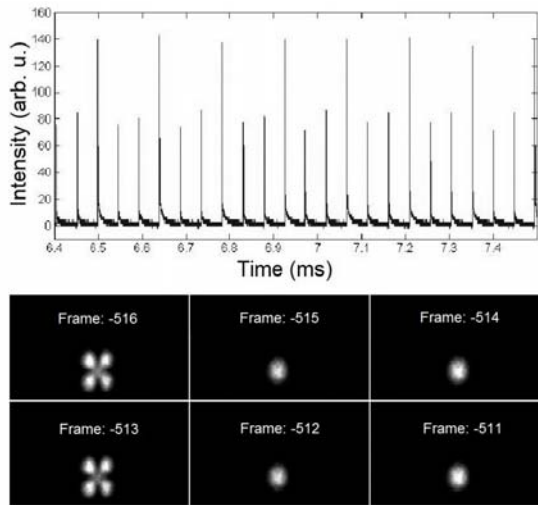 160
140
120
100
80
60
40
20
0
Intensity (arb. u.)
6.4 6.5 6.6 6.7 6.8 6.9 7 7.1 7.2 7.3 7.4
Time (ms)
Frame: -516 Frame: -515 Frame: -514
Frame: -513 Frame: -512 Frame: -511